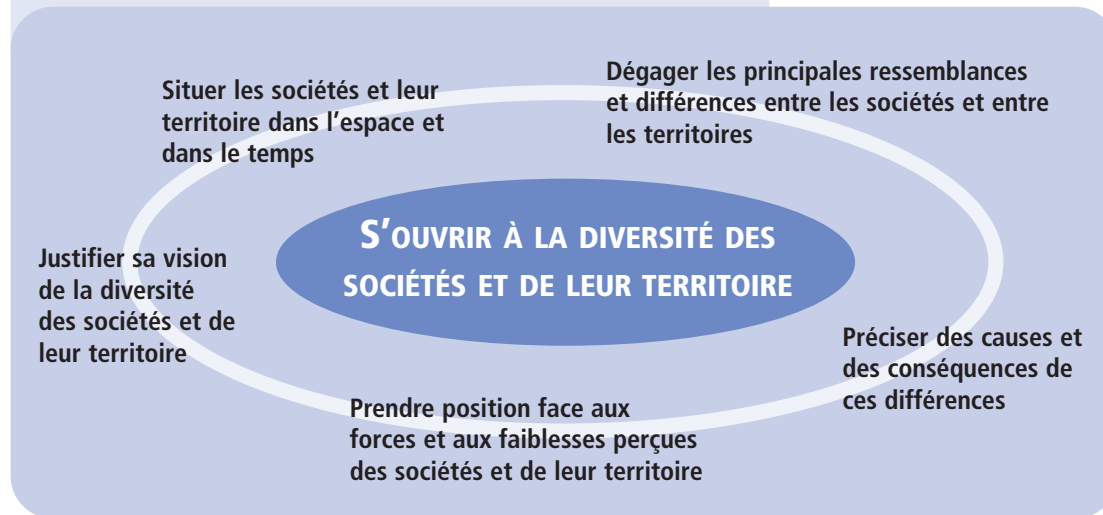 Situer les sociétés et leur
territoire dans l'espace et
dans le temps
Dégager les principales ressemblances
et différences entre les sociétés et entre
les territoires
S'OUVRIR À LA DIVERSITÉ DES
SOCIÉTÉS ET DE LEUR TERRITOIRE
Justifier sa vision
de la diversité
des sociétés et de
leur territoire
Préciser des causes et
des conséquences de
ces différences
Prendre position face aux
forces et aux faiblesses perçues
des sociétés et de leur territoire